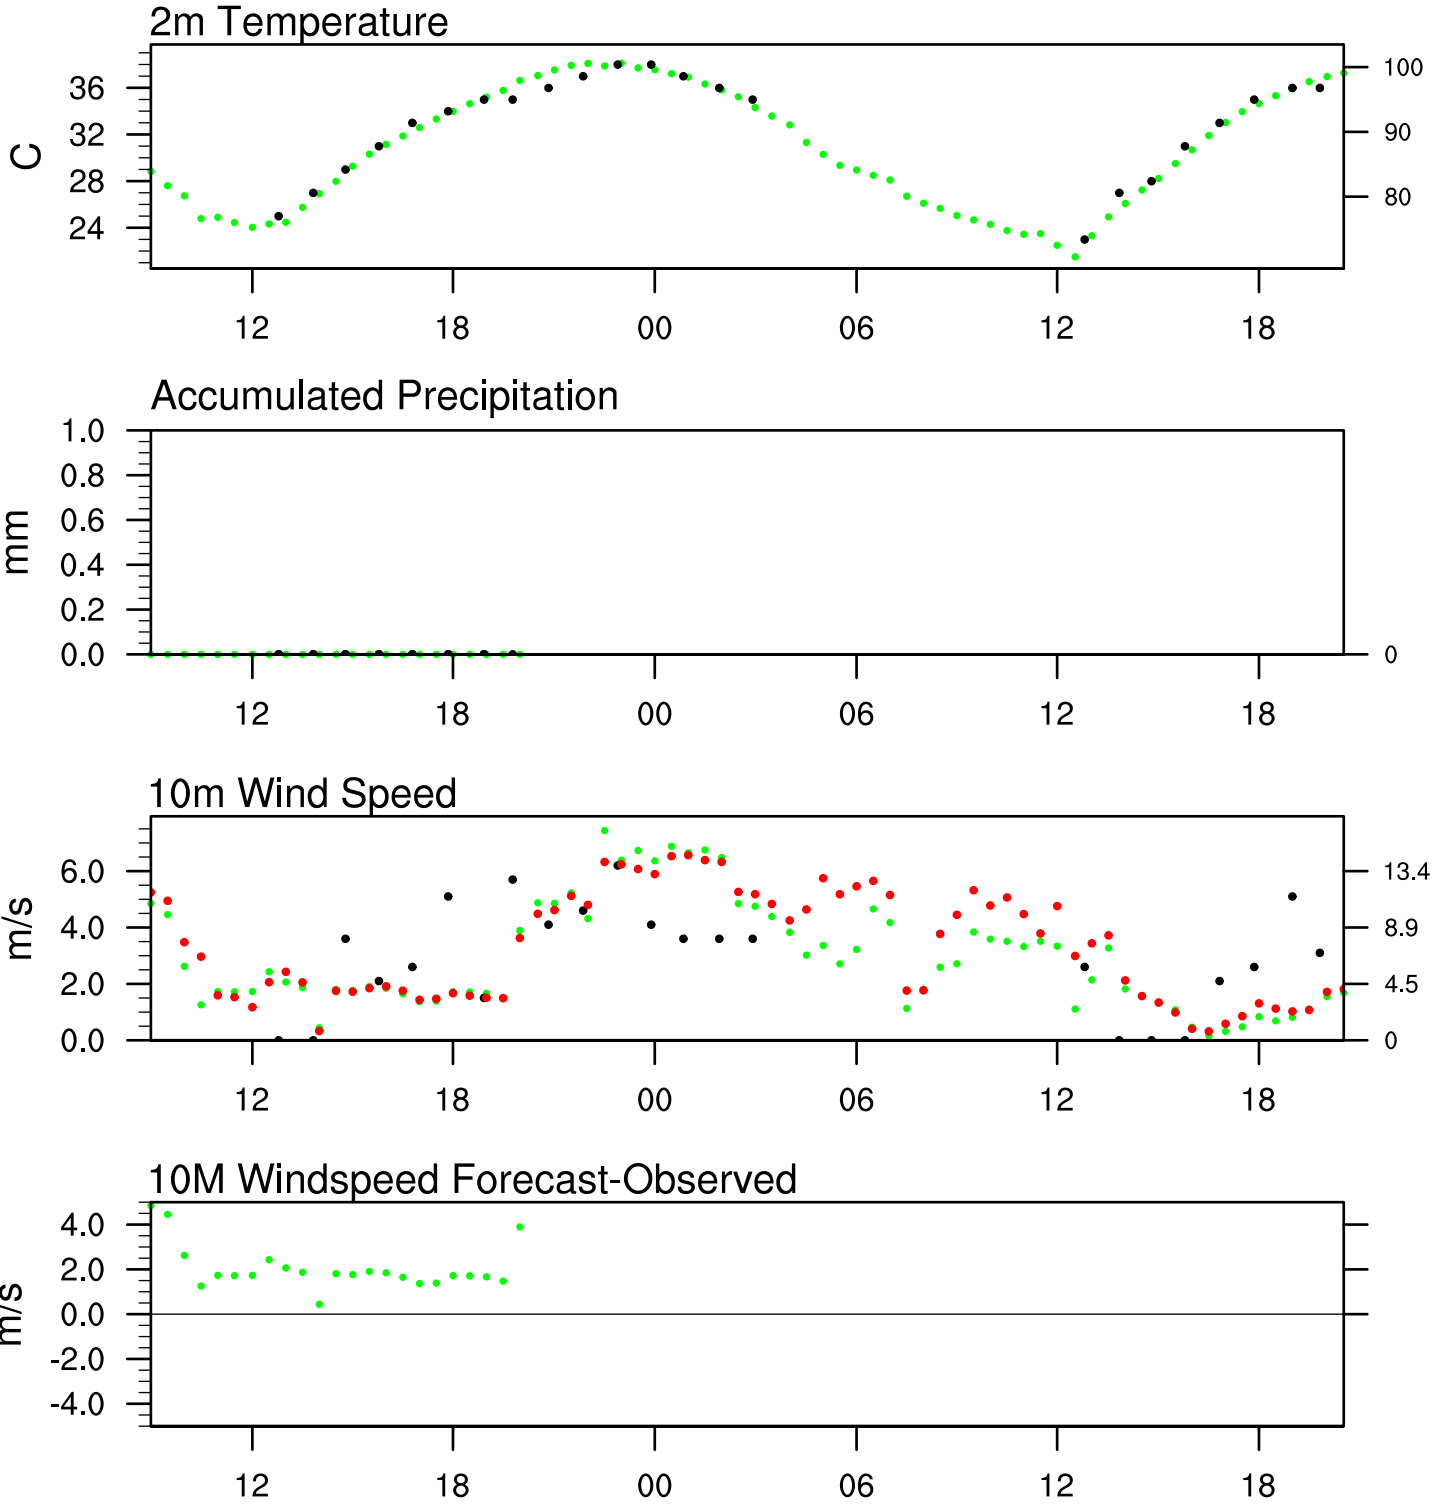 2m Temperature
36
32
28
24
C
100
90
80
12 18 00 06 12 18
Accumulated Precipitation
1.0
0.8
0.6
0.4
0.2
0.0
mm
0
12 18 00 06 12 18
10m Wind Speed
6.0
4.0
2.0
0.0
m/s
13.4
8.9
4.5
0
12 18 00 06 12 18
10M Windspeed Forecast-Observed
4.0
2.0
0.0
-2.0
-4.0
m/s
12 18 00 06 12 18